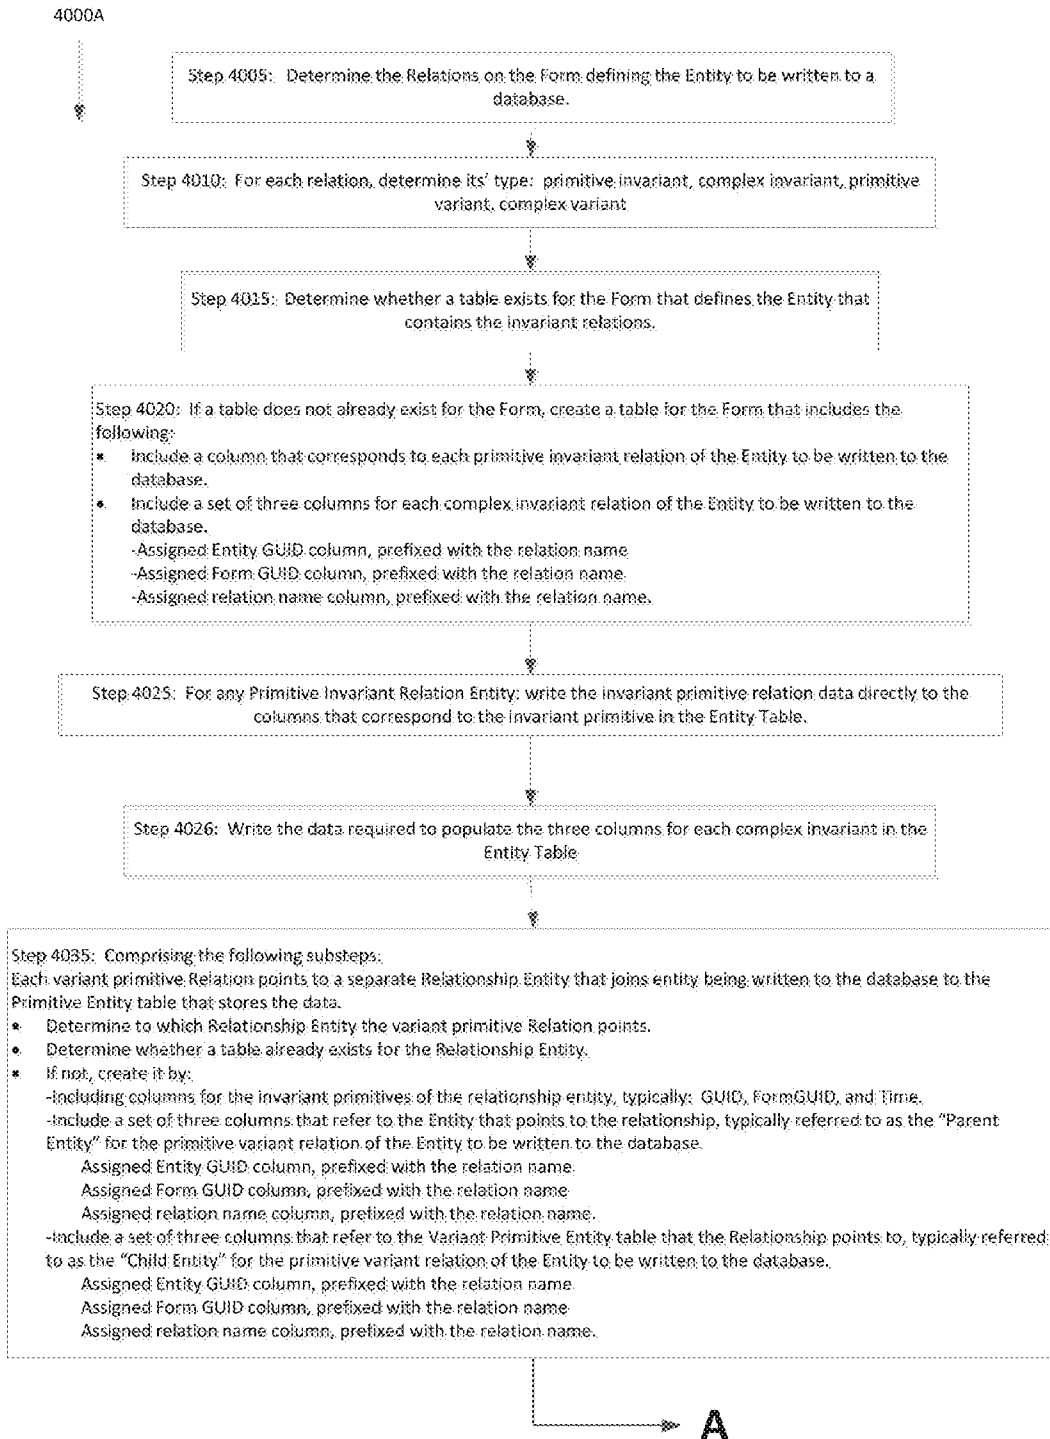 4000A
Step 4005: Determine the Relations on the Form defining the Entity to be written to a
database.
Step 4010: For each relation, determine its' type: primitive invariant, complex invariant, primitive
variant, complex variant
Step 4015: Determine whether a table exists for the Form that defines the Entity that
contains the invariant relations.
Step 4020: If a table does not already exist for the Form, create a table for the Form that includes the
following:
• Include a column that corresponds to each primitive invariant relation of the Entity to be written to the
database.
• Include a set of three columns for each complex invariant relation of the Entity to be written to the
database.
-Assigned Entity GUID column, prefixed with the relation name
-Assigned Form GUID column, prefixed with the relation name.
-Assigned relation name column, prefixed with the relation name.
Step 4025: For any Primitive Invariant Relation Entity: write the invariant primitive relation data directly to the
columns that correspond to the invariant primitive in the Entity Table.
Step 4026: Write the data required to populate the three columns for each complex invariant in the
Entity Table
Step 4035: Comprising the following substeps:
Each variant primitive Relation points to a separate Relationship Entity that joins entity being written to the database to the
Primitive Entity table that stores the data.
• Determine to which Relationship Entity the variant primitive Relation points.
• Determine whether a table already exists for the Relationship Entity.
• If not, create it by:
-Including columns for the invariant primitives of the relationship entity, typically: GUID, FormGUID, and Time.
-Include a set of three columns that refer to the Entity that points to the relationship, typically referred to as the "Parent
Entity" for the primitive variant relation of the Entity to be written to the database.
Assigned Entity GUID column, prefixed with the relation name.
Assigned Form GUID column, prefixed with the relation name
Assigned relation name column, prefixed with the relation name.
-Include a set of three columns that refer to the Variant Primitive Entity table that the Relationship points to, typically referred
to as the "Child Entity" for the primitive variant relation of the Entity to be written to the database.
Assigned Entity GUID column, prefixed with the relation name
Assigned Form GUID column, prefixed with the relation name
Assigned relation name column, prefixed with the relation name.
A